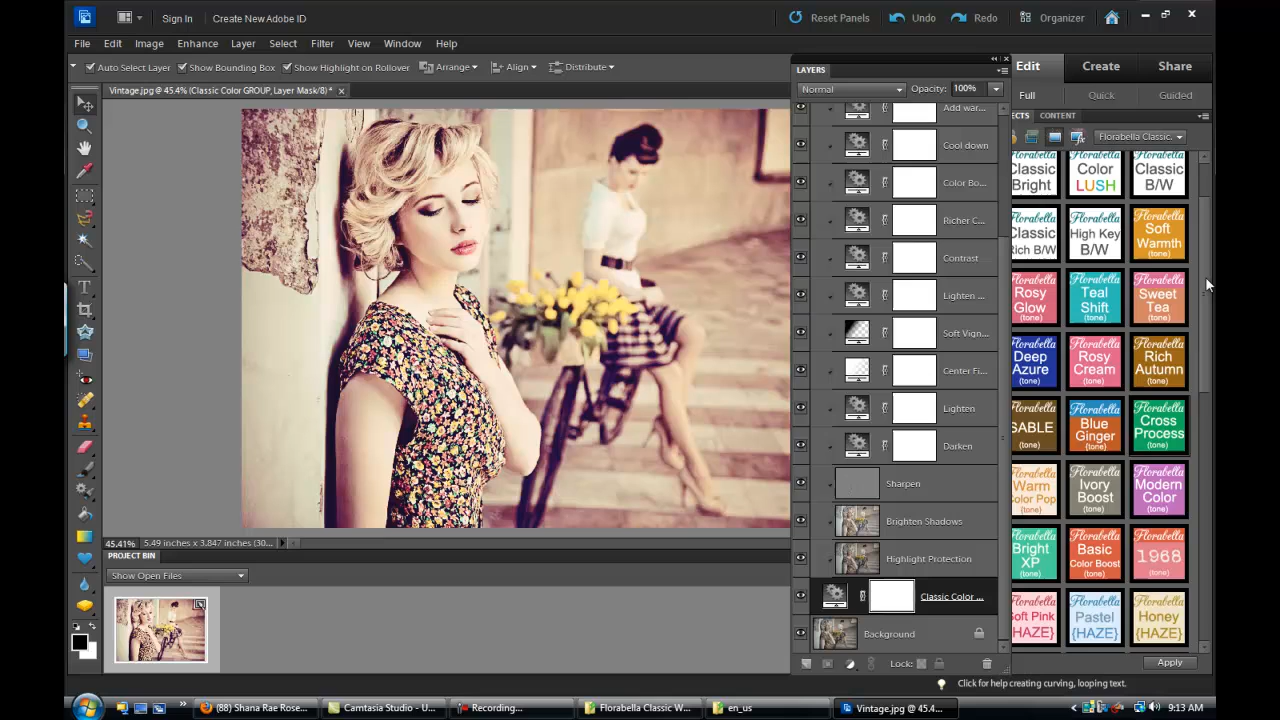 Sign In
Create New Adobe ID
Reset Panels
Undo
Redo
Organizer
File Edit Image Enhance Layer Select Filter View Window Help
Auto Select Layer Show Bounding Box Show Highlight on Rollover Arrange Align Distribute
LAYERS
Edit Create Share
Normal Opacity: 100%
Vintage.jpg @ 45.4% (Classic Color GROUP, Layer Mask/8) *
Full Quick Guided
ECTS CONTENT
Florabella Classic.
Add war...
Cool down
Color Bo...
Richer C...
Contrast
Lighten ...
Soft Vign...
Center Fi...
Lighten
Darken
Sharpen
Brighten Shadows
Highlight Protection
Classic Color ...
Background
Lock:
Florabella Classic Bright
Florabella Color LUSH
Florabella Classic B/W
Florabella Classic Rich B/W
Florabella High Key B/W
Florabella Soft Warmth (tone)
Florabella Rosy Glow (tone)
Florabella Teal Shift (tone)
Florabella Sweet Tea (tone)
Florabella Deep Azure (tone)
Florabella Rosy Cream (tone)
Florabella Rich Autumn (tone)
Florabella SABLE (tone)
Florabella Blue Ginger (tone)
Florabella Cross Process (tone)
Florabella Warm Color Pop (tone)
Florabella Ivory Boost (tone)
Florabella Modern Color (tone)
Florabella Bright XP (tone)
Florabella Basic Color Boost (tone)
Florabella 1968 (tone)
Florabella Soft Pink {HAZE}
Florabella Pastel {HAZE}
Florabella Honey {HAZE}
Apply
45.41% 5.49 inches x 3.847 inches (30...
PROJECT BIN
Show Open Files
Click for help creating curving, looping text.
(88) Shana Rae Rose...
Camtasia Studio - U...
Recording...
Florabella Classic W...
en_us
Vintage.jpg @ 45.4...
9:13 AM